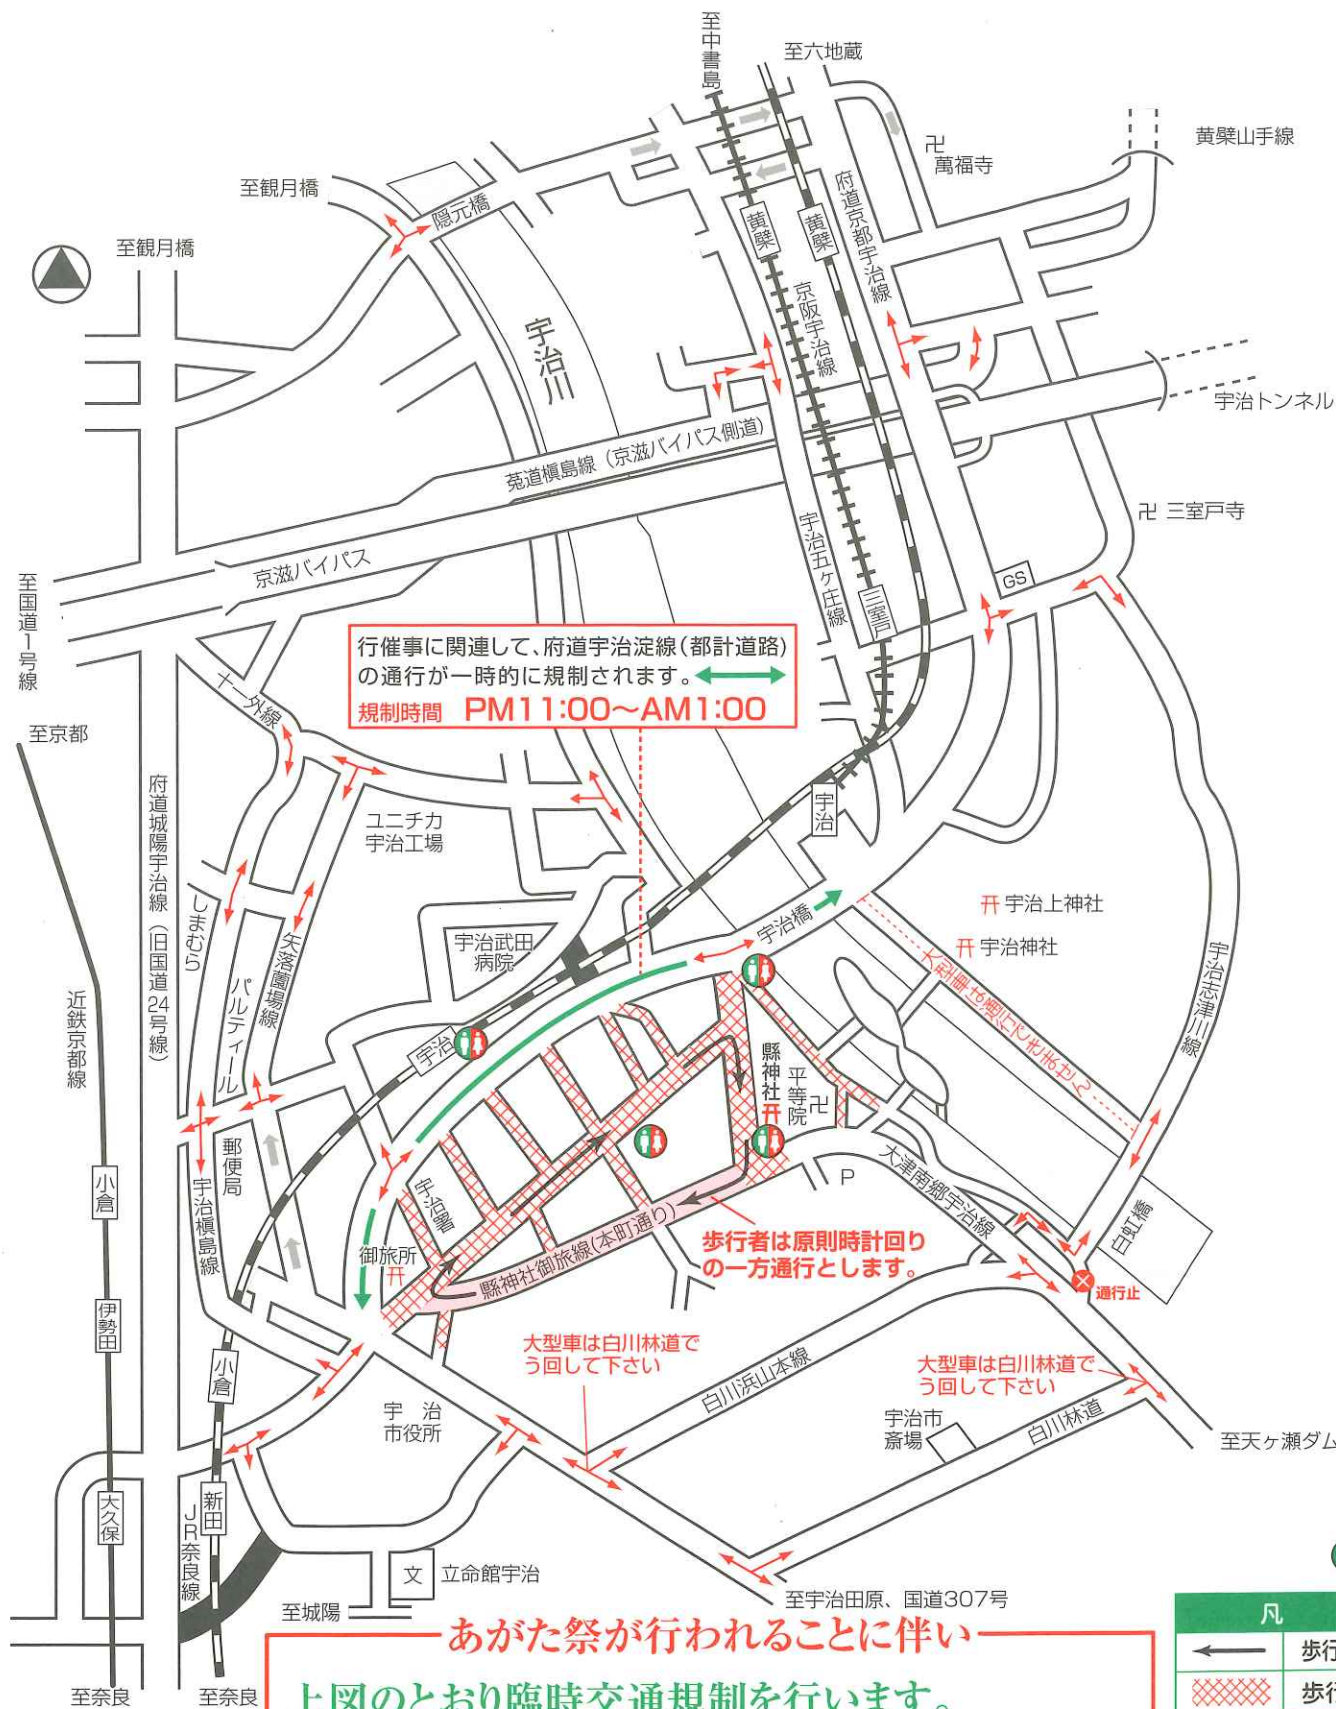 至中書島
至六地蔵
黄檗山手線
卍
萬福寺
至観月橋
隠元橋
府道京都宇治線
黄檗
黄檗
至観月橋
京阪宇治線
宇治川
宇治トンネル
菟道槇島線（京滋バイパス側道）
卍 三室戸寺
宇治五ケ庄線
京滋バイパス
GS
至国道1号線
三室戸
行催事に関連して、府道宇治淀線（都計道路）
の通行が一時的に規制されます。
規制時間 PM11:00〜AM1:00
十一外線
至京都
府道城陽宇治線（旧国道24号線）
ユニチカ
宇治工場
宇治
しまむら
宇治上神社
宇治橋
宇治神社
宇治武田
病院
矢落薗場線
パルティール
大型車は通行できません
宇治志津川線
近鉄京都線
宇治
縣神社
平等院
卍
郵便局
宇治署
大津南郷宇治線
P
小倉
宇治槇島線
白虹橋
御旅所
縣神社御旅線（本町通り）
歩行者は原則時計回り
の一方通行とします。
通行止
伊勢田
小倉
大型車は白川林道で
う回して下さい
白川浜山本線
大型車は白川林道で
う回して下さい
宇治
市役所
宇治市
斎場
白川林道
至天ヶ瀬ダム
大久保
新田
JR奈良線
文
立命館宇治
至宇治田原、国道307号
至城陽
凡
あがた祭が行われることに伴い
歩行
至奈良
至奈良
上図のとおり臨時交通規制を行います。
歩行